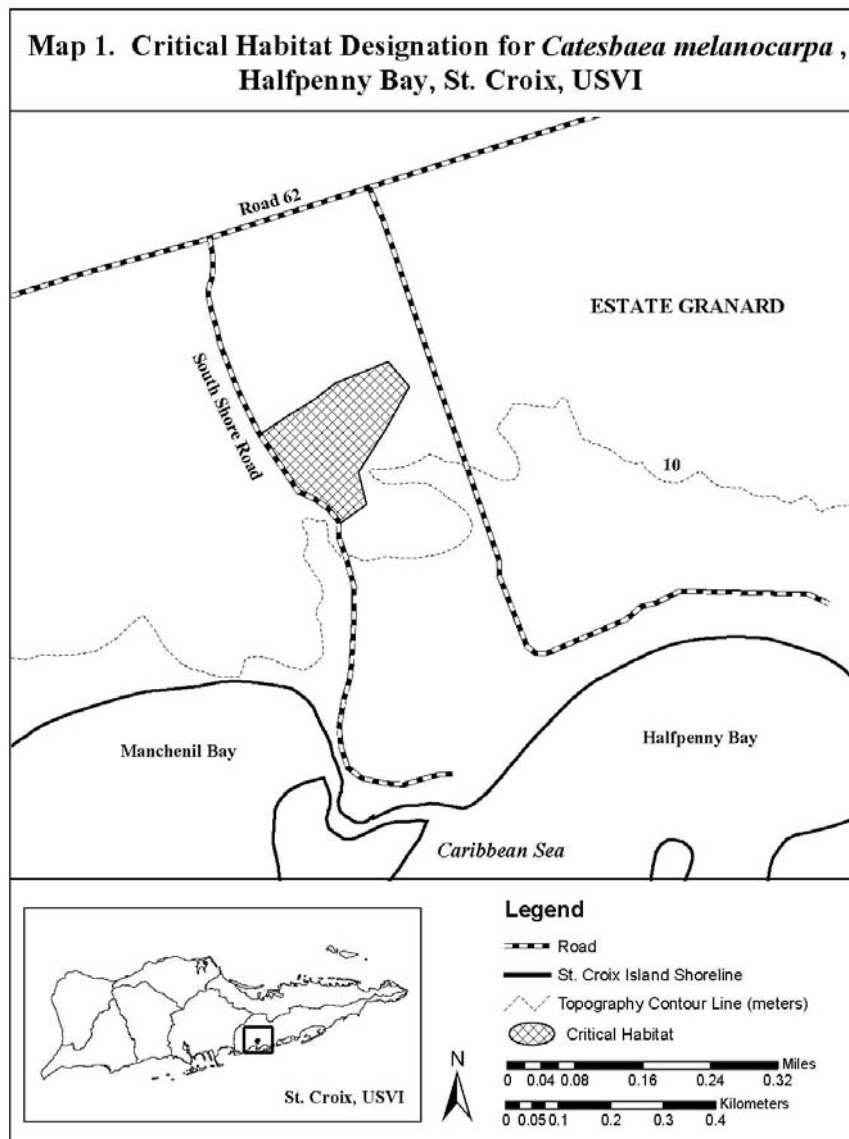 Map 1. Critical Habitat Designation for Catesbaea melanocarpa ,
Halfpenny Bay, St. Croix, USVI
Road 62
ESTATE GRANARD
South Shore Road
10
Manchenil Bay
Halfpenny Bay
Caribbean Sea
St. Croix, USVI
Legend
Road
St. Croix Island Shoreline
Topography Contour Line (meters)
Critical Habitat
N
Miles
0 0.04 0.08 0.16 0.24 0.32
Kilometers
0 0.05 0.1 0.2 0.3 0.4